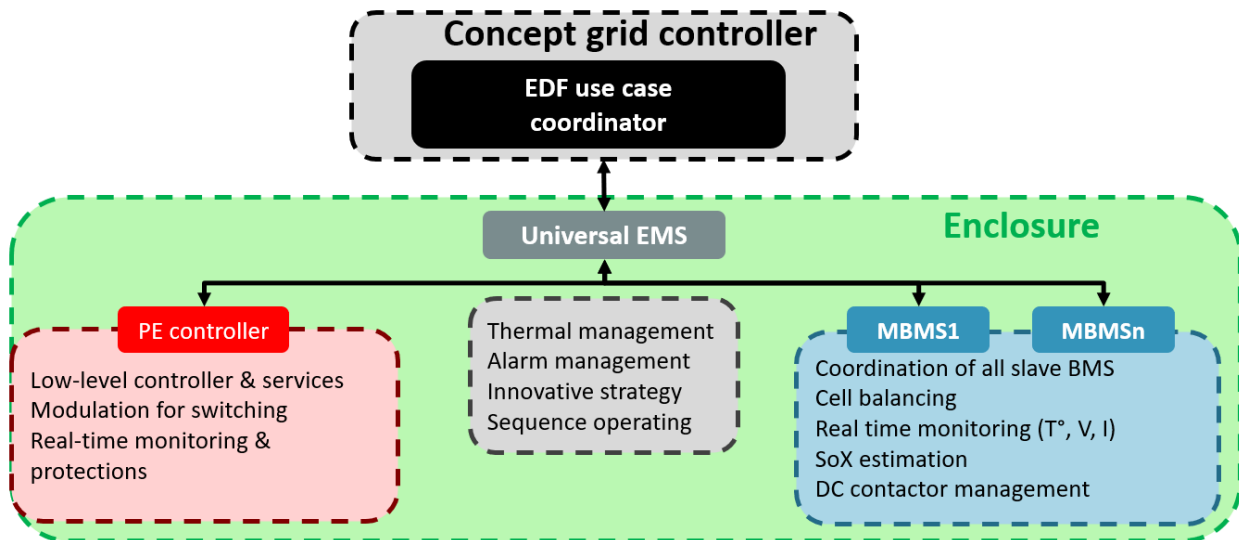 Concept grid controller
EDF use case
coordinator
Enclosure
Universal EMS
PE controller
Low-level controller & services
Modulation for switching
Real-time monitoring &
protections
Thermal management
Alarm management
Innovative strategy
Sequence operating
MBMS1
MBMSn
Coordination of all slave BMS
Cell balancing
Real time monitoring (T°, V, I)
SoX estimation
DC contactor management